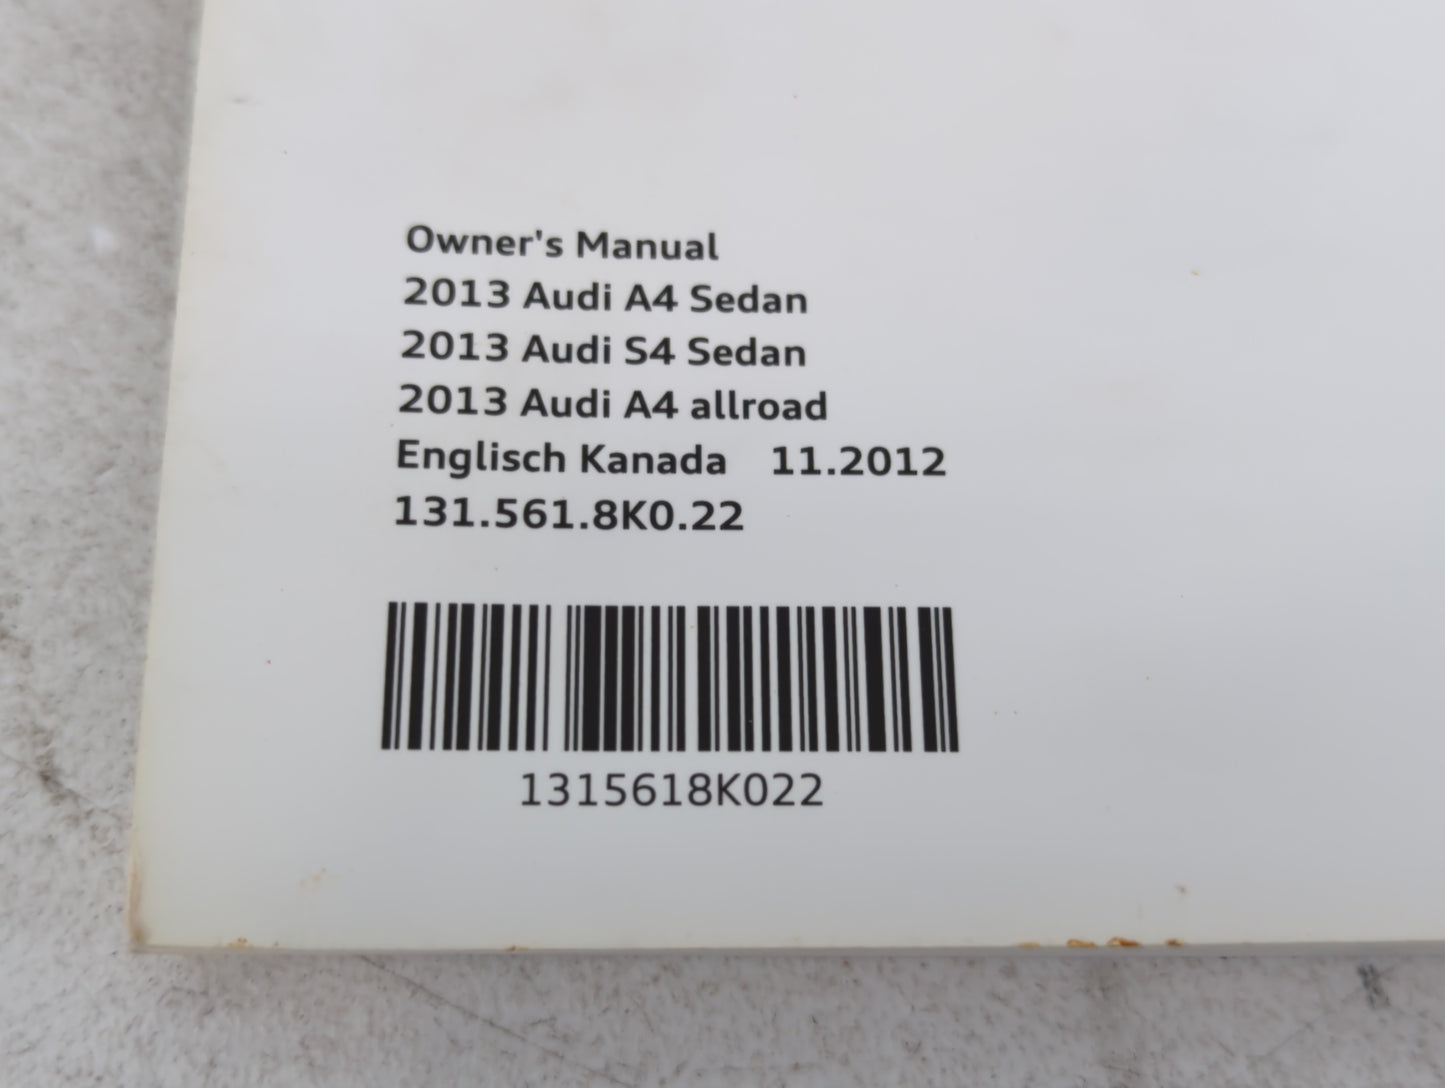 Owner's Manual
2013 Audi A4 Sedan
2013 Audi S4 Sedan
2013 Audi A4 allroad
Englisch Kanada 11.2012
131.561.8K0.22
1315618K022